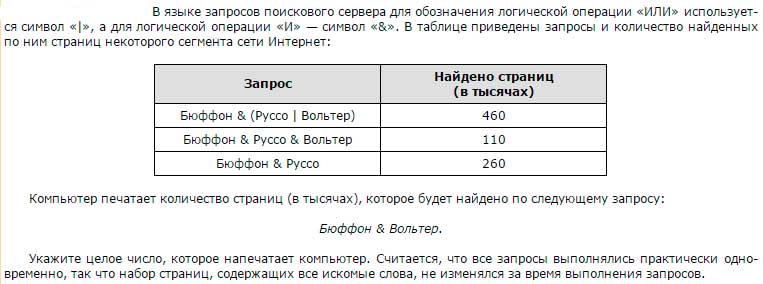 В языке запросов поискового сервера для обозначения логической операции «ИЛИ» использует-
ся символ «|», а для логической операции «И» — символ «&». В таблице приведены запросы и количество найденных
по ним страниц некоторого сегмента сети Интернет:
Запрос
Найдено страниц
(в тысячах)
Бюффон & (Руссо | Вольтер)
460
Бюффон & Руссо & Вольтер
110
Бюффон & Руссо
260
Компьютер печатает количество страниц (в тысячах), которое будет найдено по следующему запросу:
Бюффон & Вольтер.
Укажите целое число, которое напечатает компьютер. Считается, что все запросы выполнялись практически одно-
временно, так что набор страниц, содержащих все искомые слова, не изменялся за время выполнения запросов.